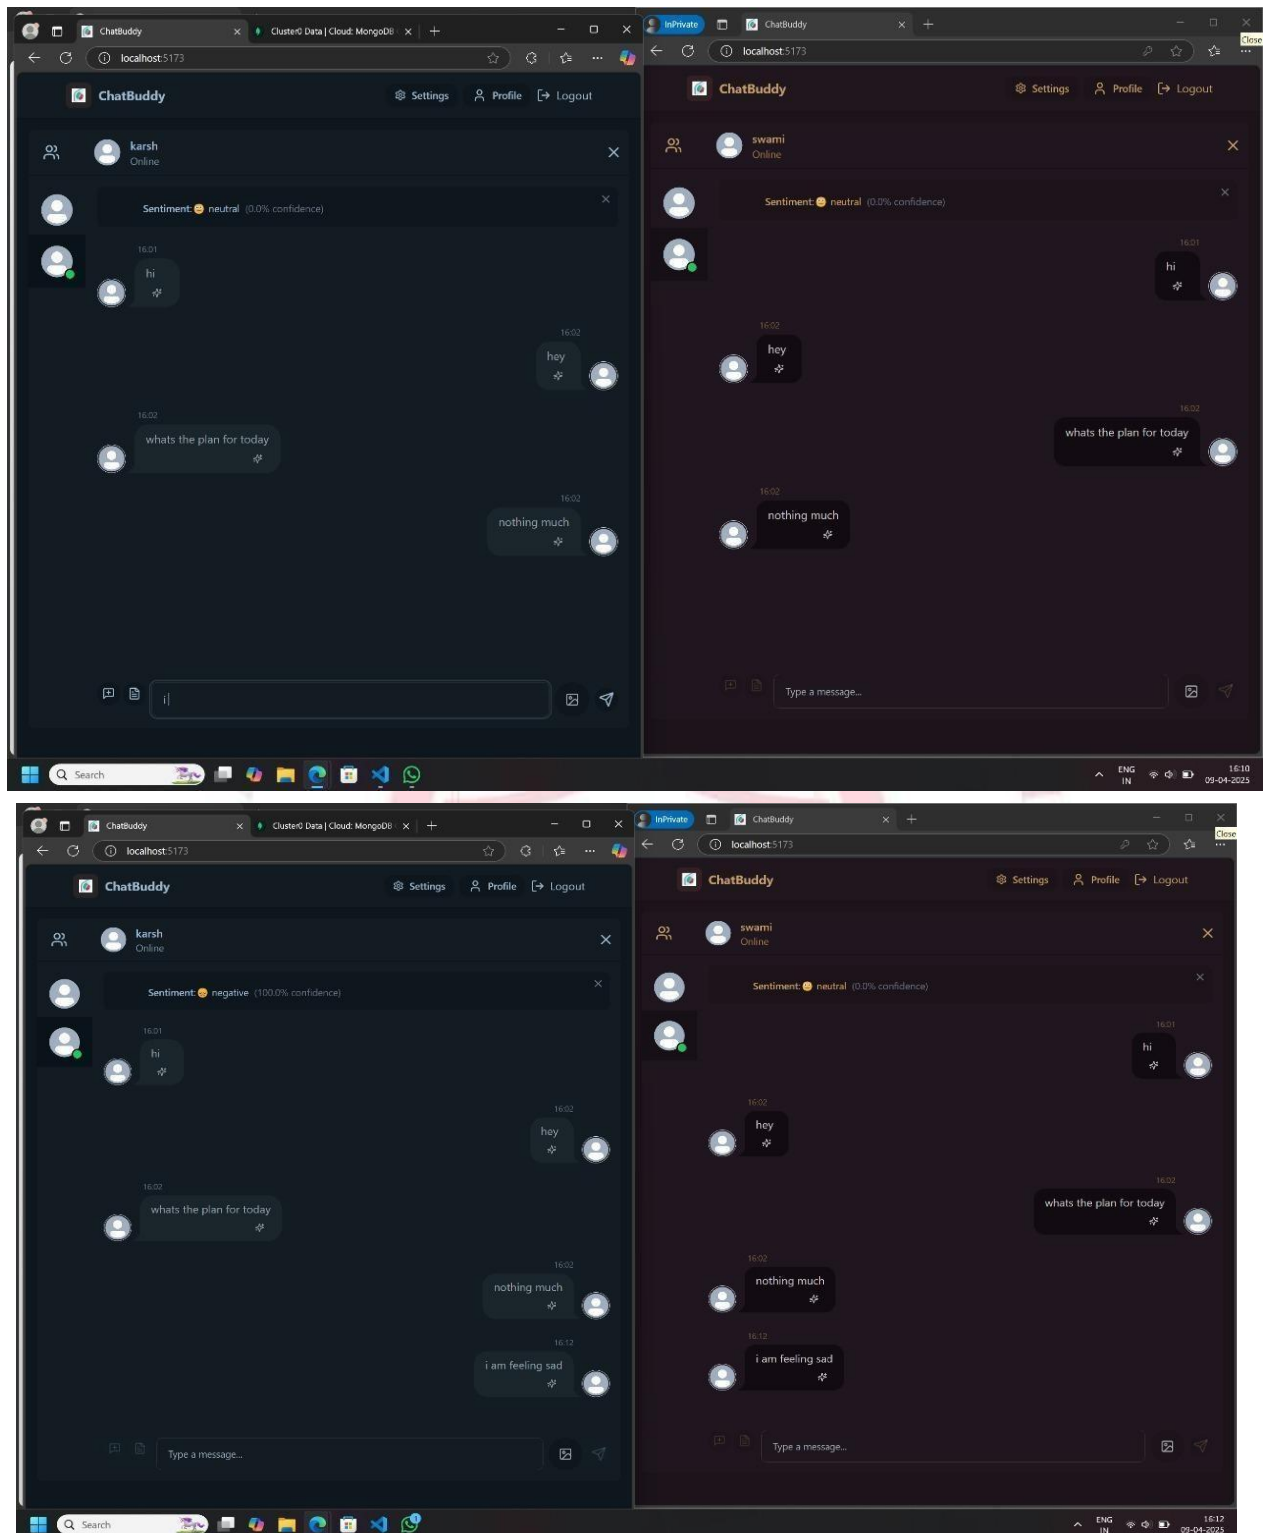 ChatBuddy
Cluster0 Data | Cloud: MongoDB
localhost:5173
ChatBuddy
Settings
Profile
Logout
karsh
Online
Sentiment: 😐 neutral (0.0% confidence)
16:01
hi
16:02
hey
16:02
whats the plan for today
16:02
nothing much
i
InPrivate
ChatBuddy
Close
localhost:5173
ChatBuddy
Settings
Profile
Logout
swami
Online
Sentiment: 😐 neutral (0.0% confidence)
16:01
hi
16:02
hey
16:02
whats the plan for today
16:02
nothing much
Type a message...
Search
ENG
IN
16:10
09-04-2025
ChatBuddy
Cluster0 Data | Cloud: MongoDB
localhost:5173
ChatBuddy
Settings
Profile
Logout
karsh
Online
Sentiment: 😞 negative (100.0% confidence)
16:01
hi
16:02
hey
16:02
whats the plan for today
16:02
nothing much
16:12
i am feeling sad
Type a message...
InPrivate
ChatBuddy
Close
localhost:5173
ChatBuddy
Settings
Profile
Logout
swami
Online
Sentiment: 😐 neutral (0.0% confidence)
16:01
hi
16:02
hey
16:02
whats the plan for today
16:02
nothing much
16:12
i am feeling sad
Type a message...
Search
ENG
IN
16:12
09-04-2025